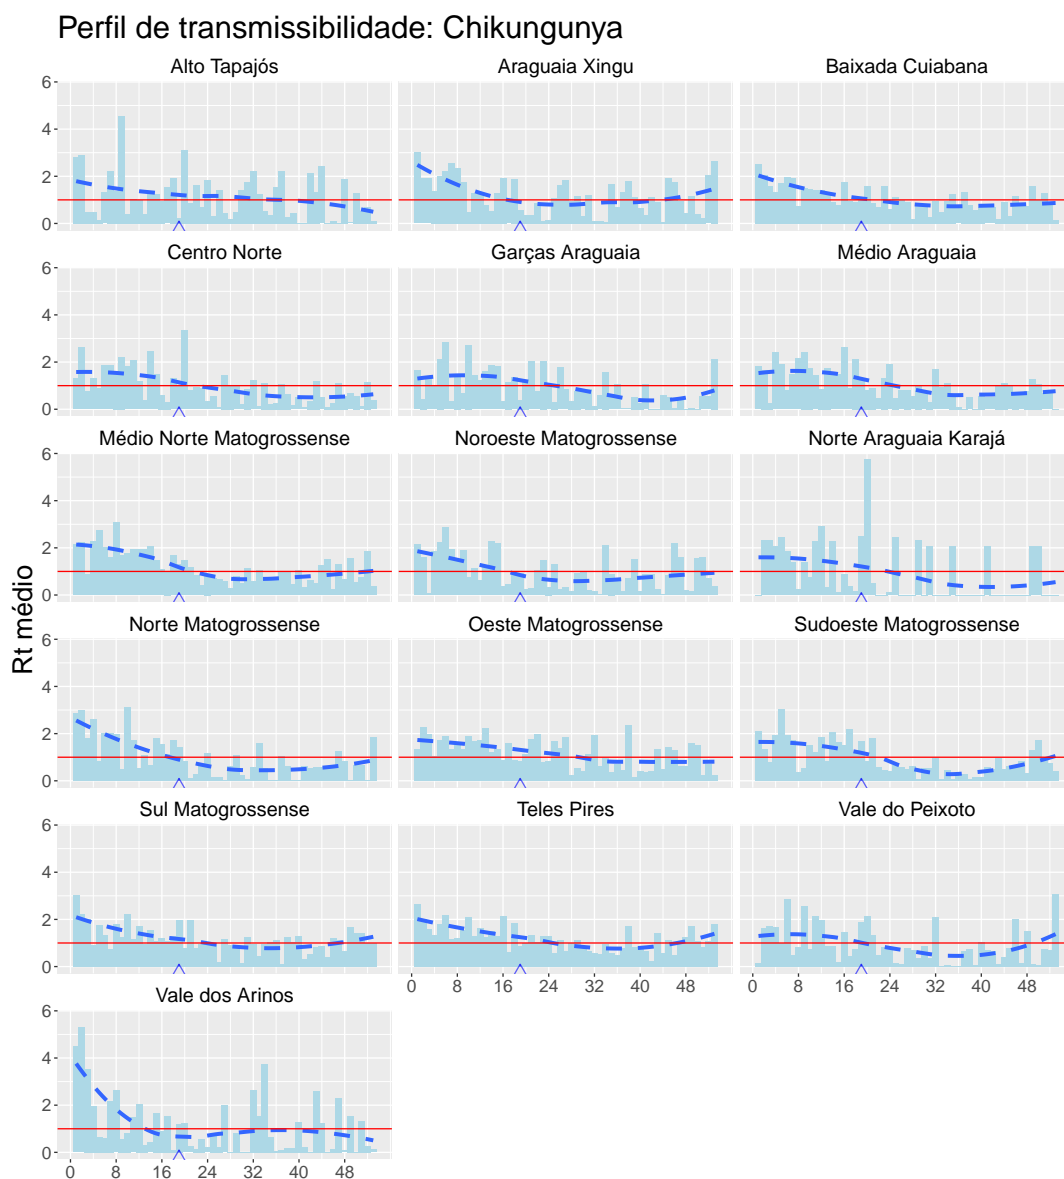 Perfil de transmissibilidade: Chikungunya
Alto Tapajós
Araguaia Xingu
Baixada Cuiabana
6
4
2
0
Centro Norte
Garças Araguaia
Médio Araguaia
6
4
2
0
Médio Norte Matogrossense
Noroeste Matogrossense
Norte Araguaia Karajá
6
4
2
0
Rt médio
Norte Matogrossense
Oeste Matogrossense
Sudoeste Matogrossense
6
4
2
0
Sul Matogrossense
Teles Pires
Vale do Peixoto
6
4
2
0
0 8 16 24 32 40 48
0 8 16 24 32 40 48
Vale dos Arinos
6
4
2
0
0 8 16 24 32 40 48